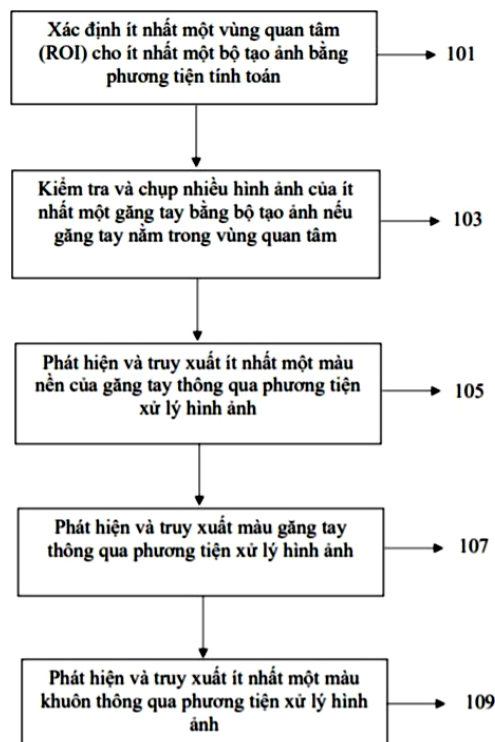 Xác định ít nhất một vùng quan tâm
(ROI) cho ít nhất một bộ tạo ảnh bằng
phương tiện tính toán
101
Kiểm tra và chụp nhiều hình ảnh của ít
nhất một găng tay bằng bộ tạo ảnh nếu
găng tay nằm trong vùng quan tâm
103
Phát hiện và truy xuất ít nhất một màu
nền của găng tay thông qua phương tiện
xử lý hình ảnh
105
Phát hiện và truy xuất màu găng tay
thông qua phương tiện xử lý hình ảnh
107
Phát hiện và truy xuất ít nhất một màu
khuôn thông qua phương tiện xử lý hình
ảnh
109